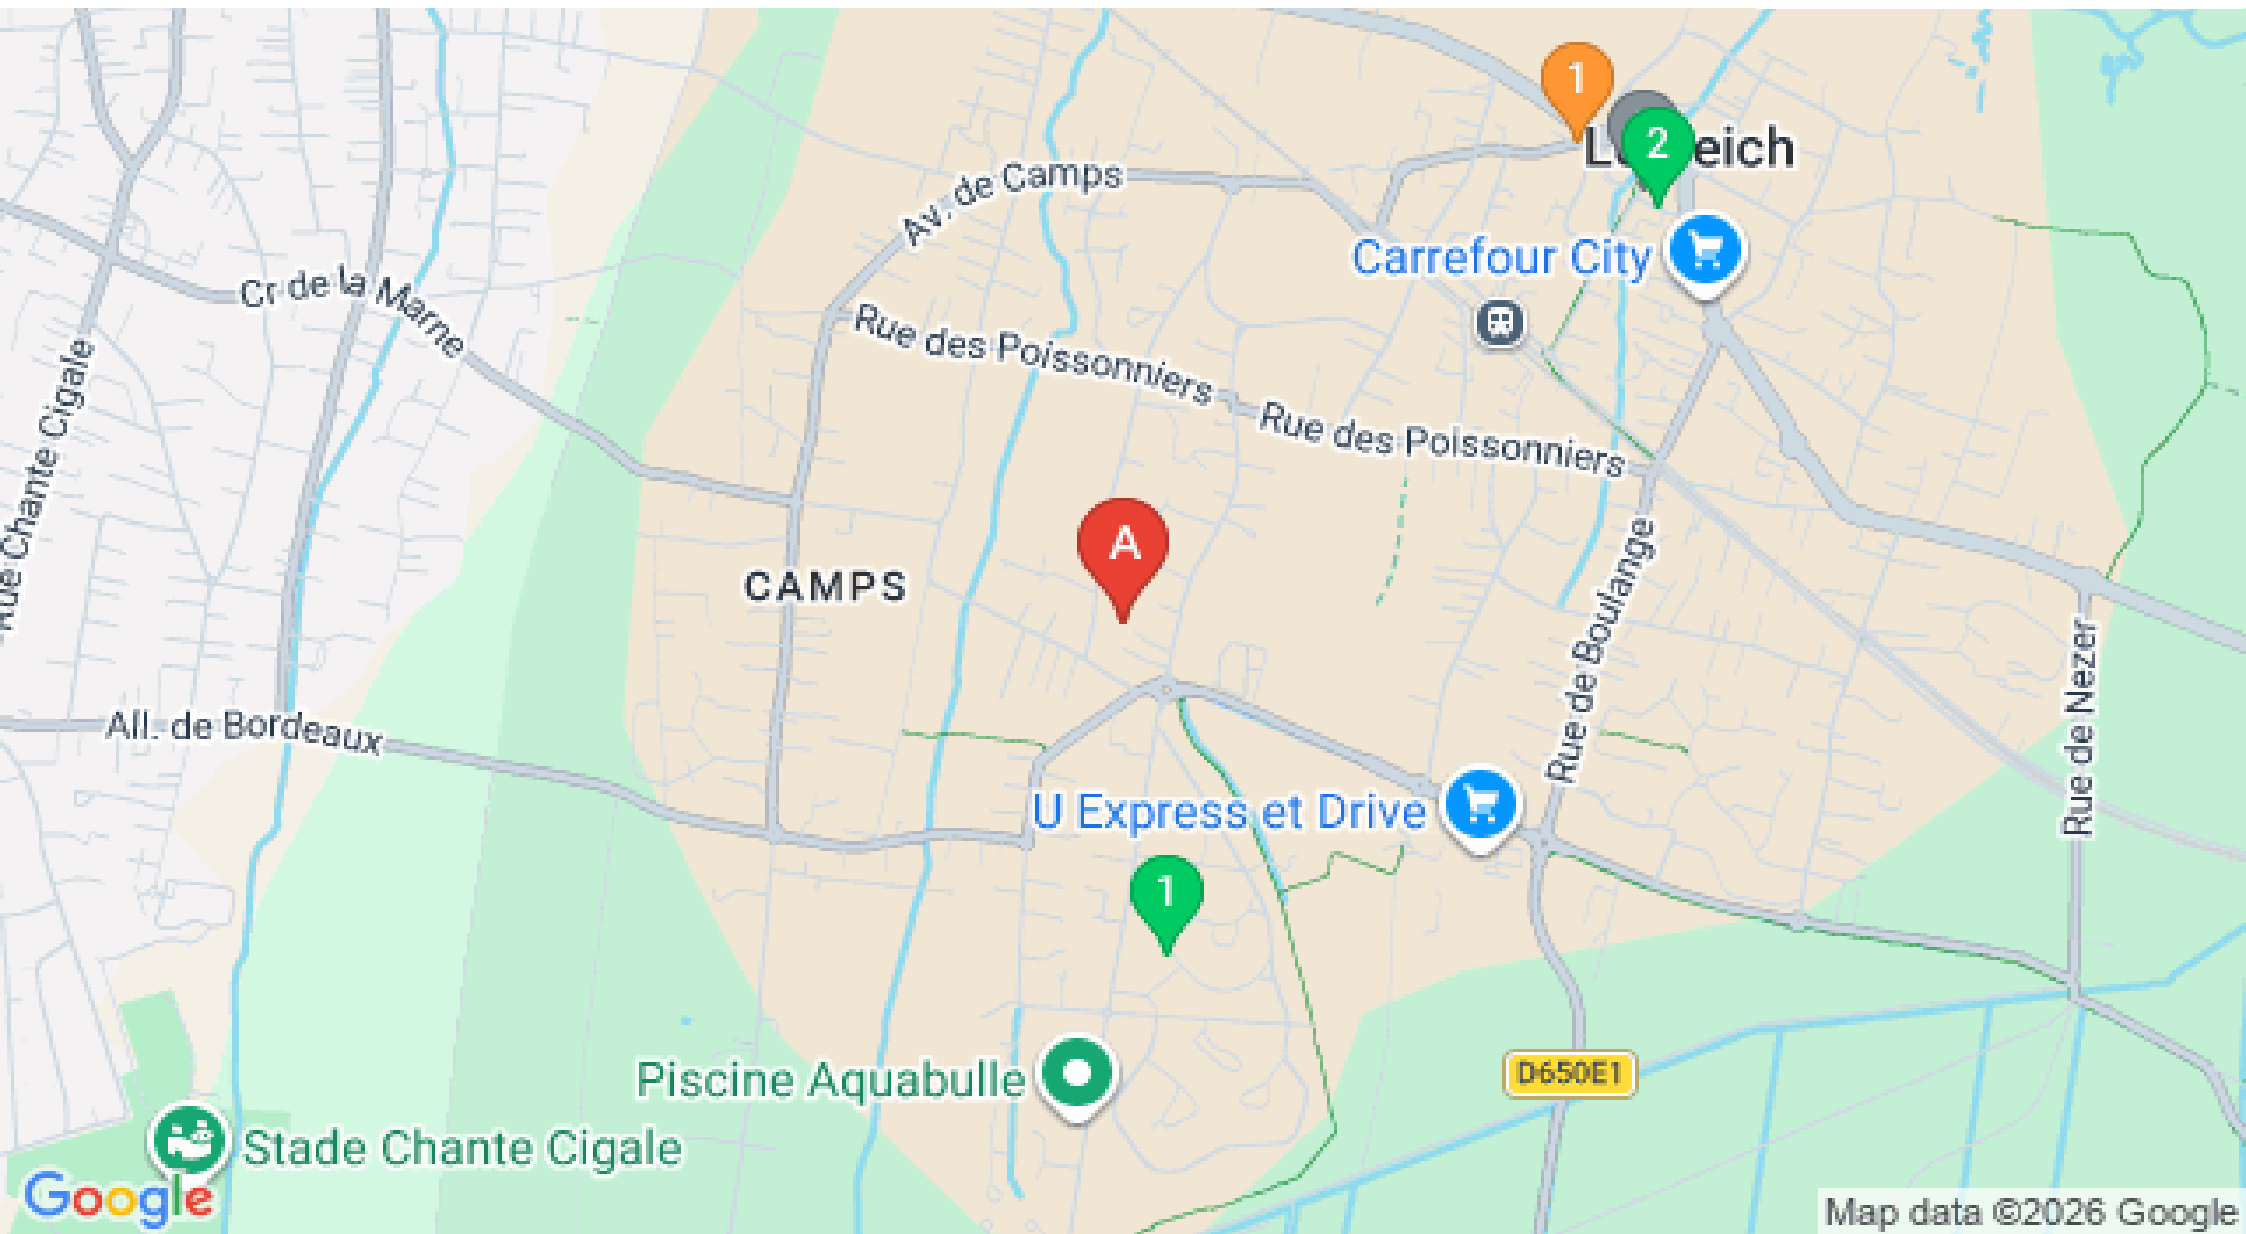 1
2
L
eich
Av. de Camps
Carrefour City
Cr de la Marne
Rue des Poissonniers
Rue des Poissonniers
Rue Chante Cigale
A
CAMPS
Rue de Boulange
Rue de Nezer
All. de Bordeaux
U Express et Drive
1
Piscine Aquabulle
D650E1
Stade Chante Cigale
Google
Map data ©2026 Google